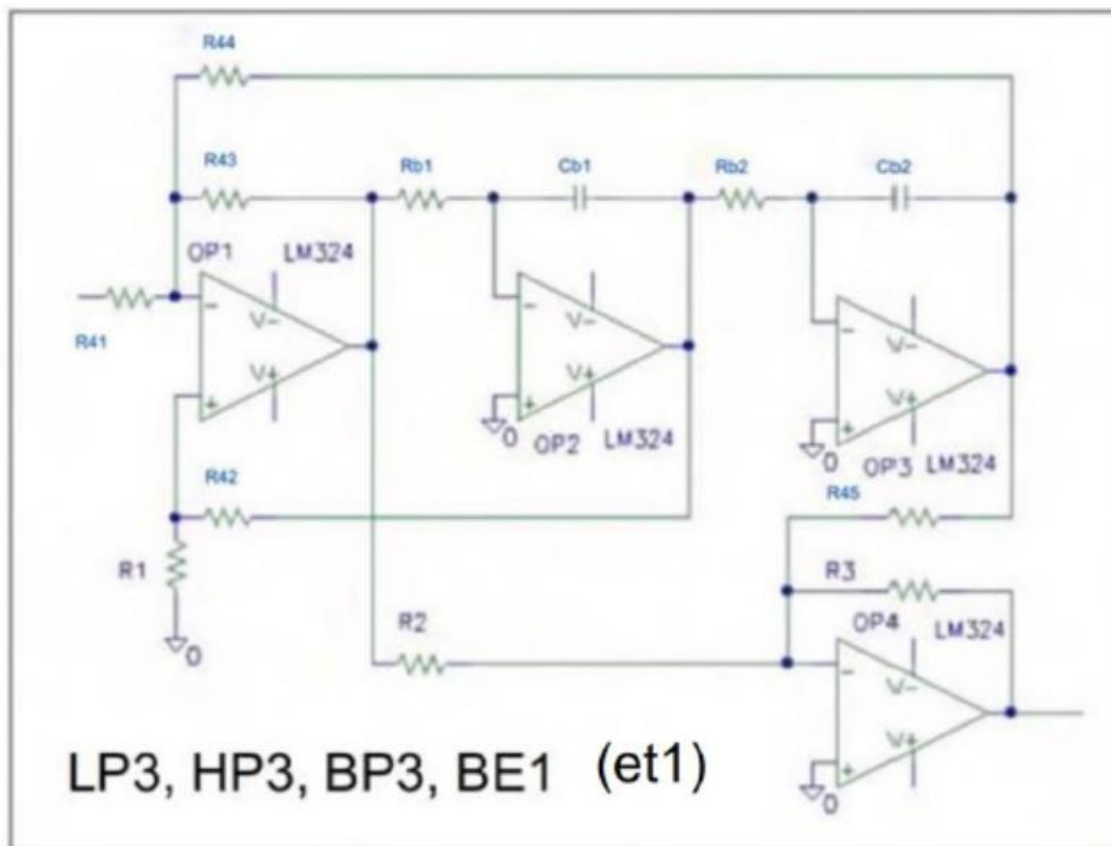 R44
R43
Rb1
Cb1
Rb2
Cb2
OP1
LM324
R41
V-
V+
V-
V+
V-
V+
0
OP2
LM324
0
OP3
LM324
R42
R45
R1
0
R2
R3
OP4
LM324
V-
V+
0
LP3, HP3, BP3, BE1 (et1)